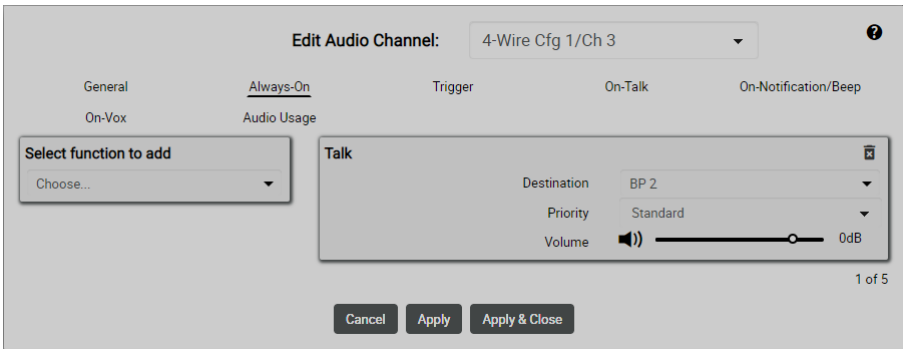 Edit Audio Channel: 4-Wire Cfg 1/Ch 3
General Always-On Trigger On-Talk On-Notification/Beep
On-Vox Audio Usage
Select function to add
Choose...
Talk
Destination BP 2
Priority Standard
Volume 0dB
1 of 5
Cancel Apply Apply & Close